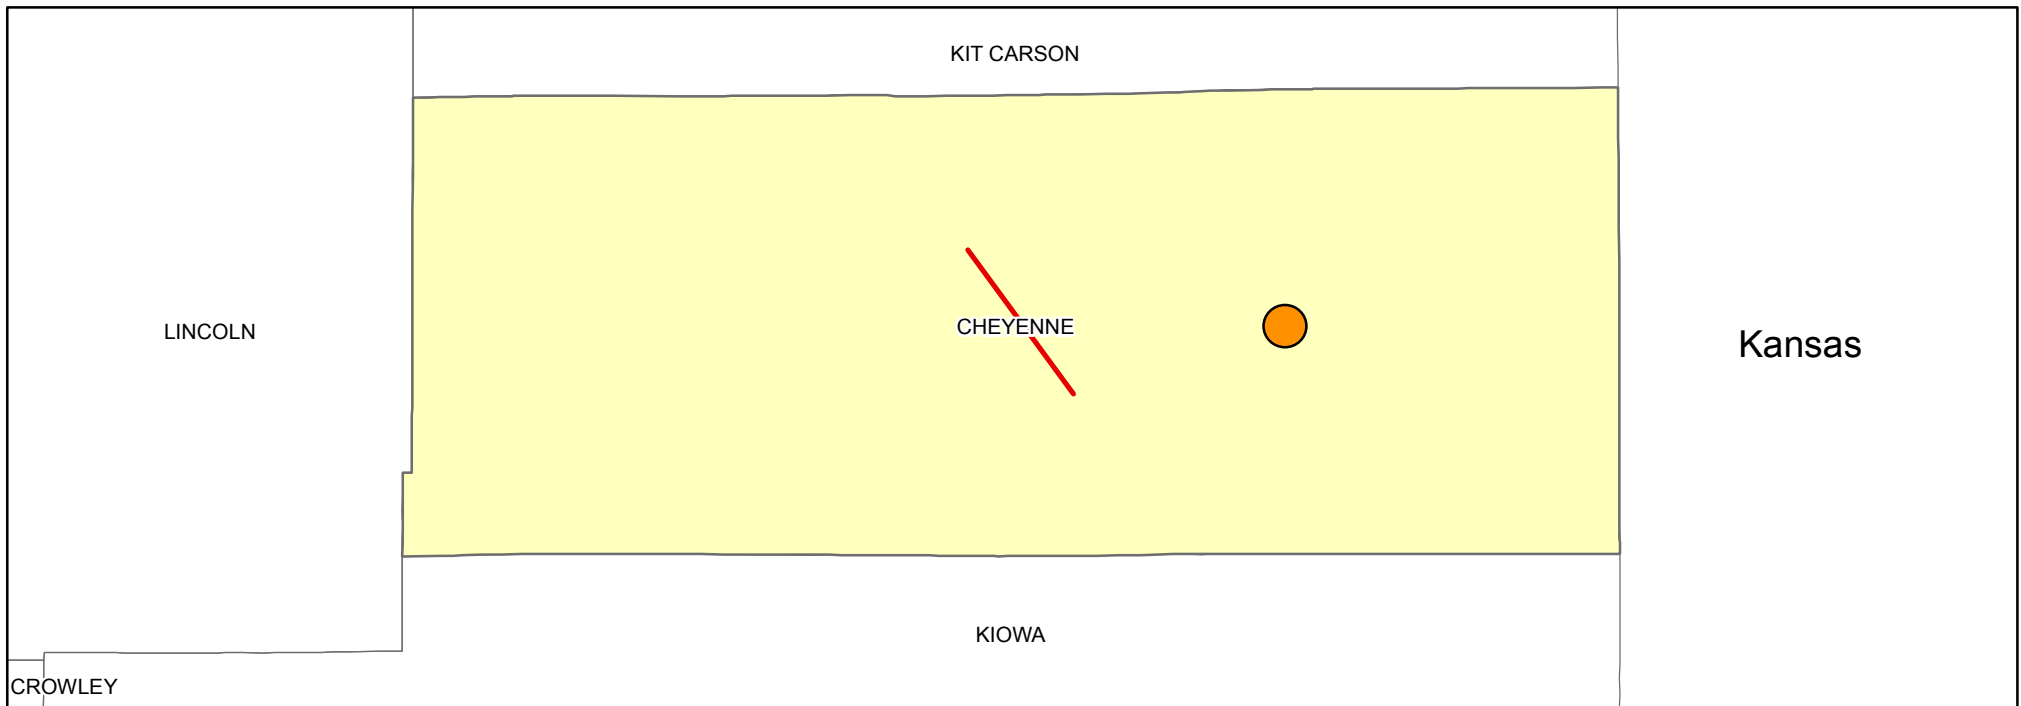 KIT CARSON
LINCOLN
CHEYENNE
Kansas
KIOWA
CROWLEY